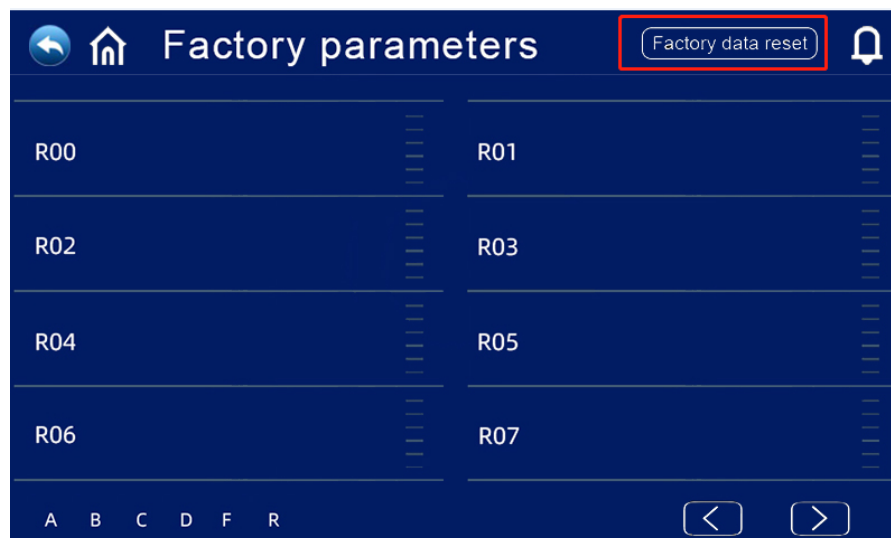 Factory parameters
Factory data reset
R00
R01
R02
R03
R04
R05
R06
R07
A B C D F R